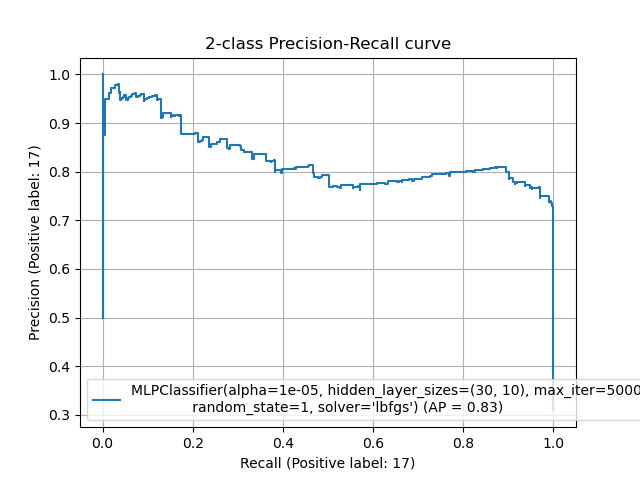 2-class Precision-Recall curve
Precision (Positive label: 17)
1.0
0.9
0.8
0.7
0.6
0.5
0.4
0.3
MLPClassifier(alpha=1e-05, hidden_layer_sizes=(30, 10), max_iter=5000
random_state=1, solver='lbfgs') (AP = 0.83)
0.0 0.2 0.4 0.6 0.8 1.0
Recall (Positive label: 17)